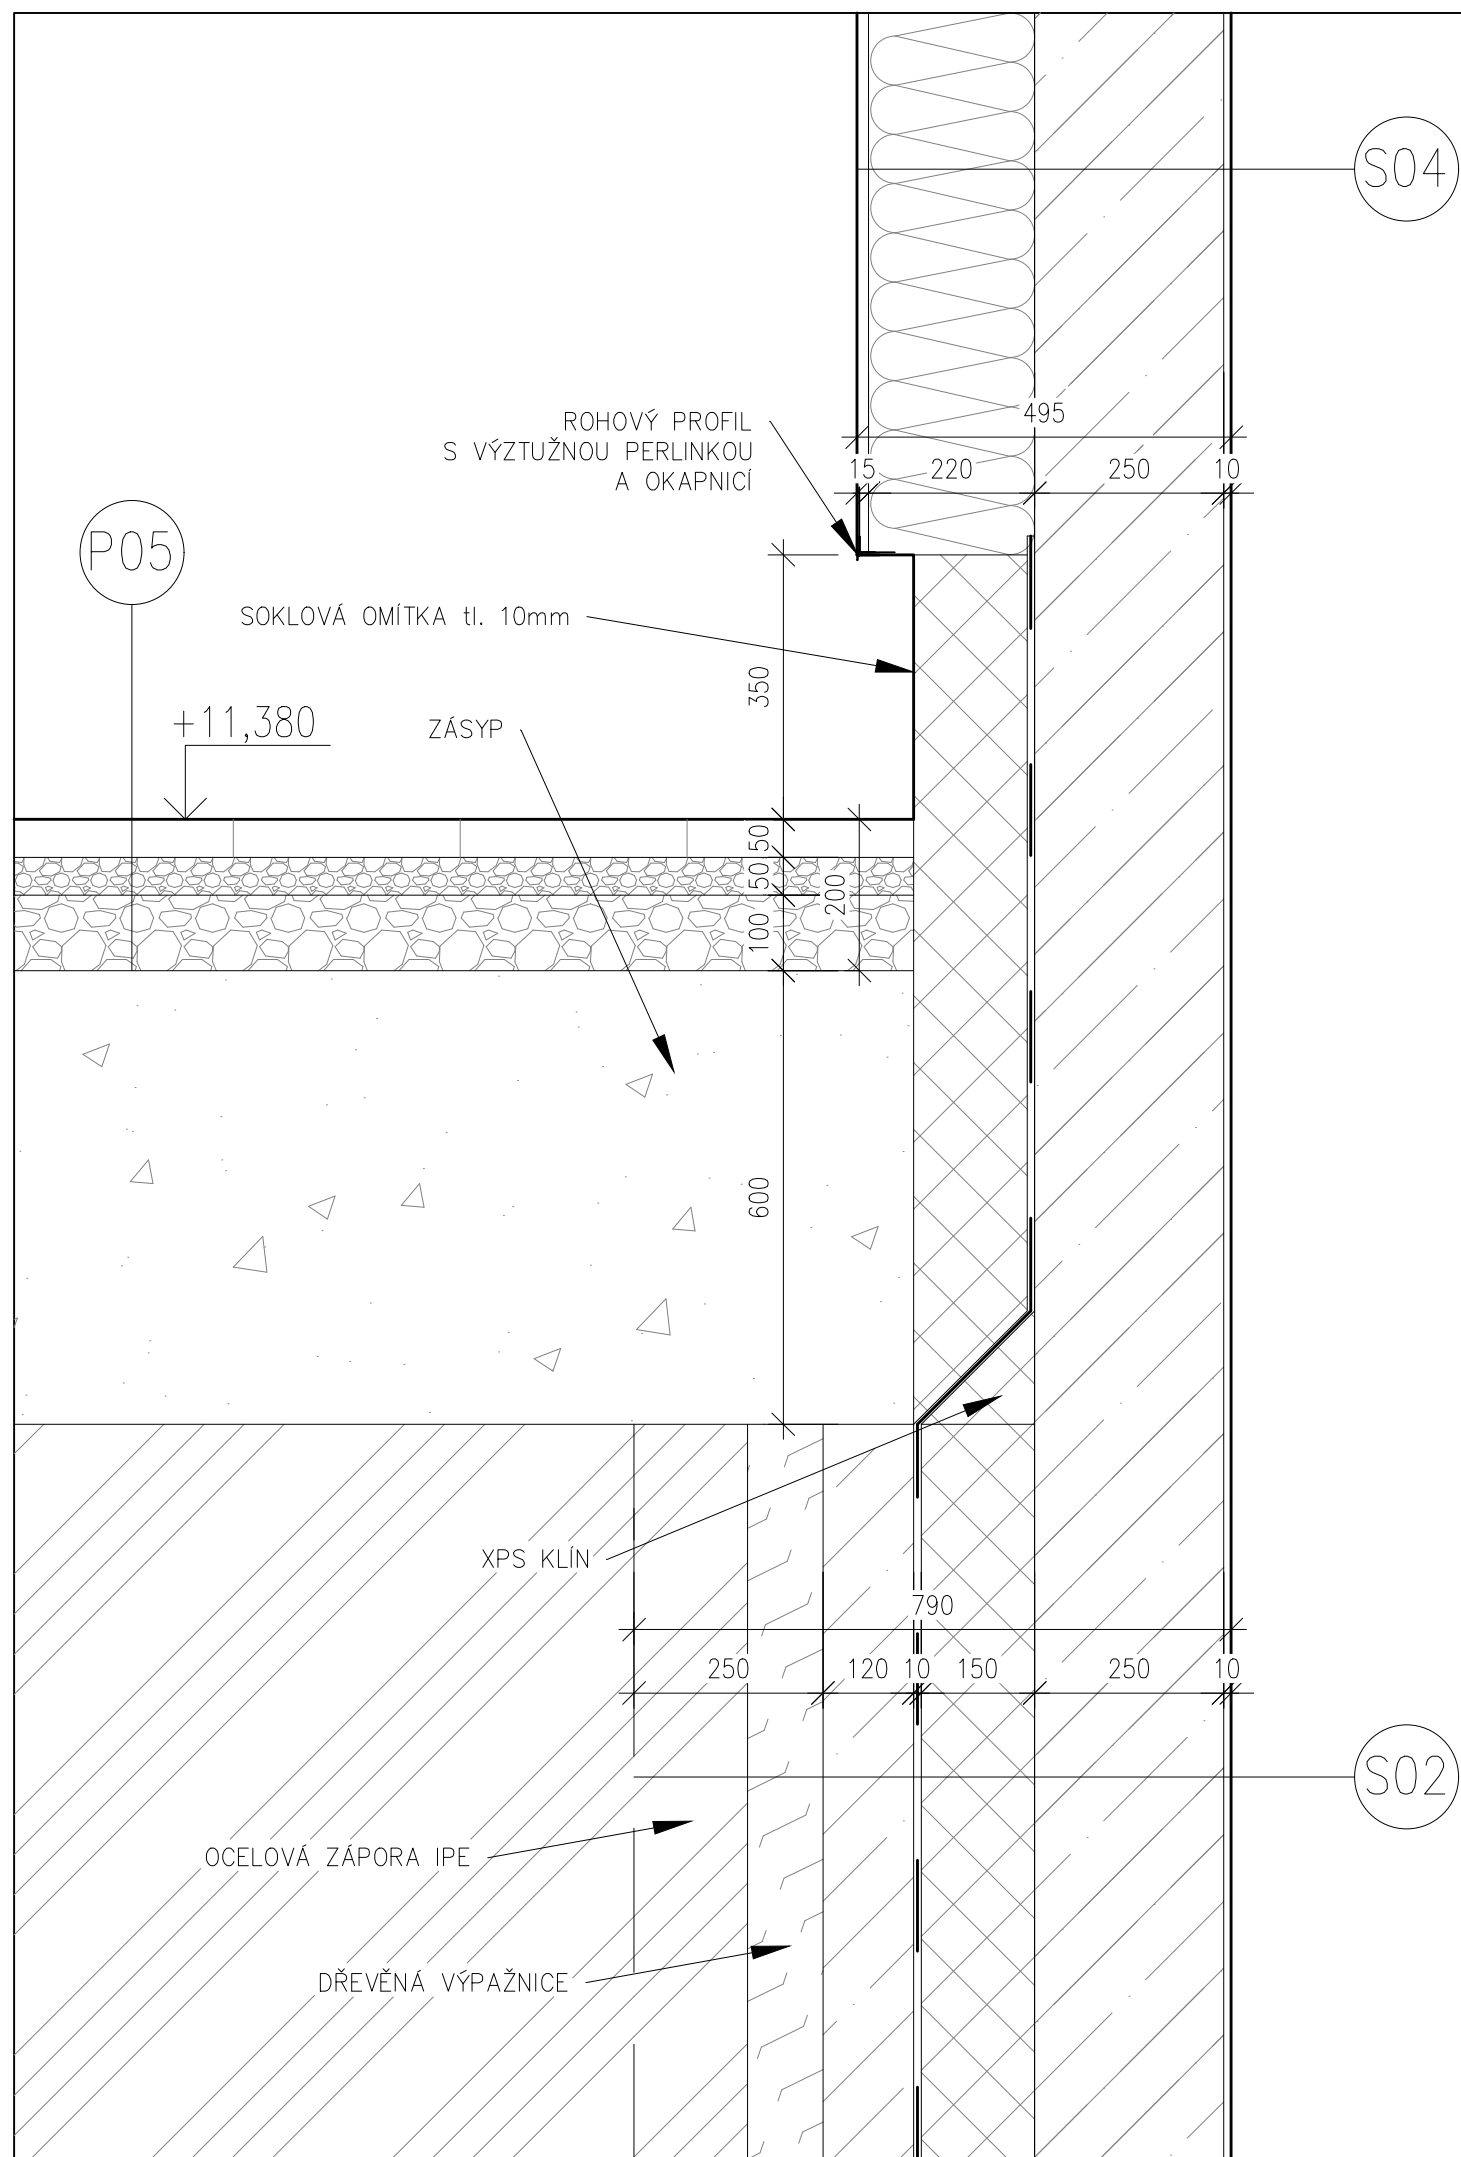 S04
495
15
220
250
10
ROHOVÝ PROFIL
S VÝZTUŽNOU PERLINKOU
A OKAPNICÍ
P05
SOKLOVÁ OMÍTKA tl. 10mm
350
+11,380
ZÁSYP
50
50
200
100
600
XPS KLÍN
790
250
120
10
150
250
10
S02
OCELOVÁ ZÁPORA IPE
DŘEVĚNÁ VÝPAŽNICE